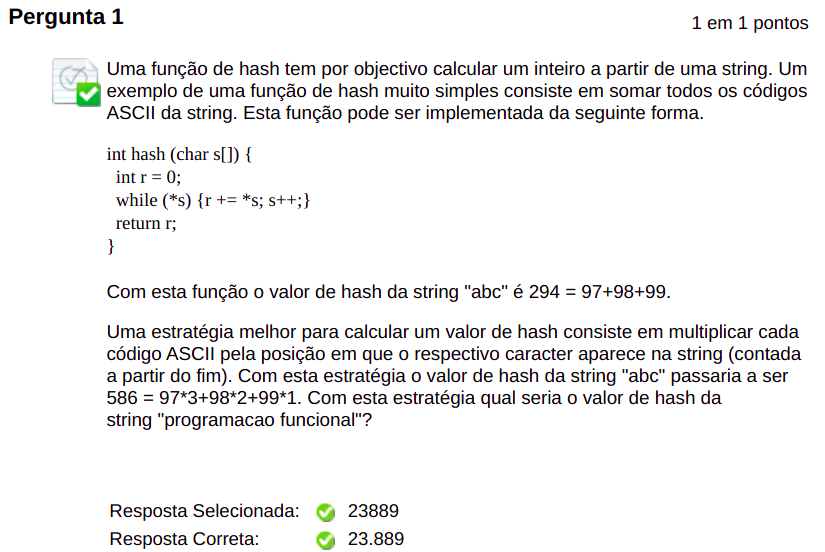 Pergunta 1
1 em 1 pontos
Uma função de hash tem por objectivo calcular um inteiro a partir de uma string. Um
exemplo de uma função de hash muito simples consiste em somar todos os códigos
ASCII da string. Esta função pode ser implementada da seguinte forma.
int hash (char s[]) {
int r = 0;
while (*s) {r += *s; s++;}
return r;
}
Com esta função o valor de hash da string "abc" é 294 = 97+98+99.
Uma estratégia melhor para calcular um valor de hash consiste em multiplicar cada
código ASCII pela posição em que o respectivo caracter aparece na string (contada
a partir do fim). Com esta estratégia o valor de hash da string "abc" passaria a ser
586 = 97*3+98*2+99*1. Com esta estratégia qual seria o valor de hash da
string "programacao funcional"?
Resposta Selecionada: 23889
Resposta Correta: 23.889